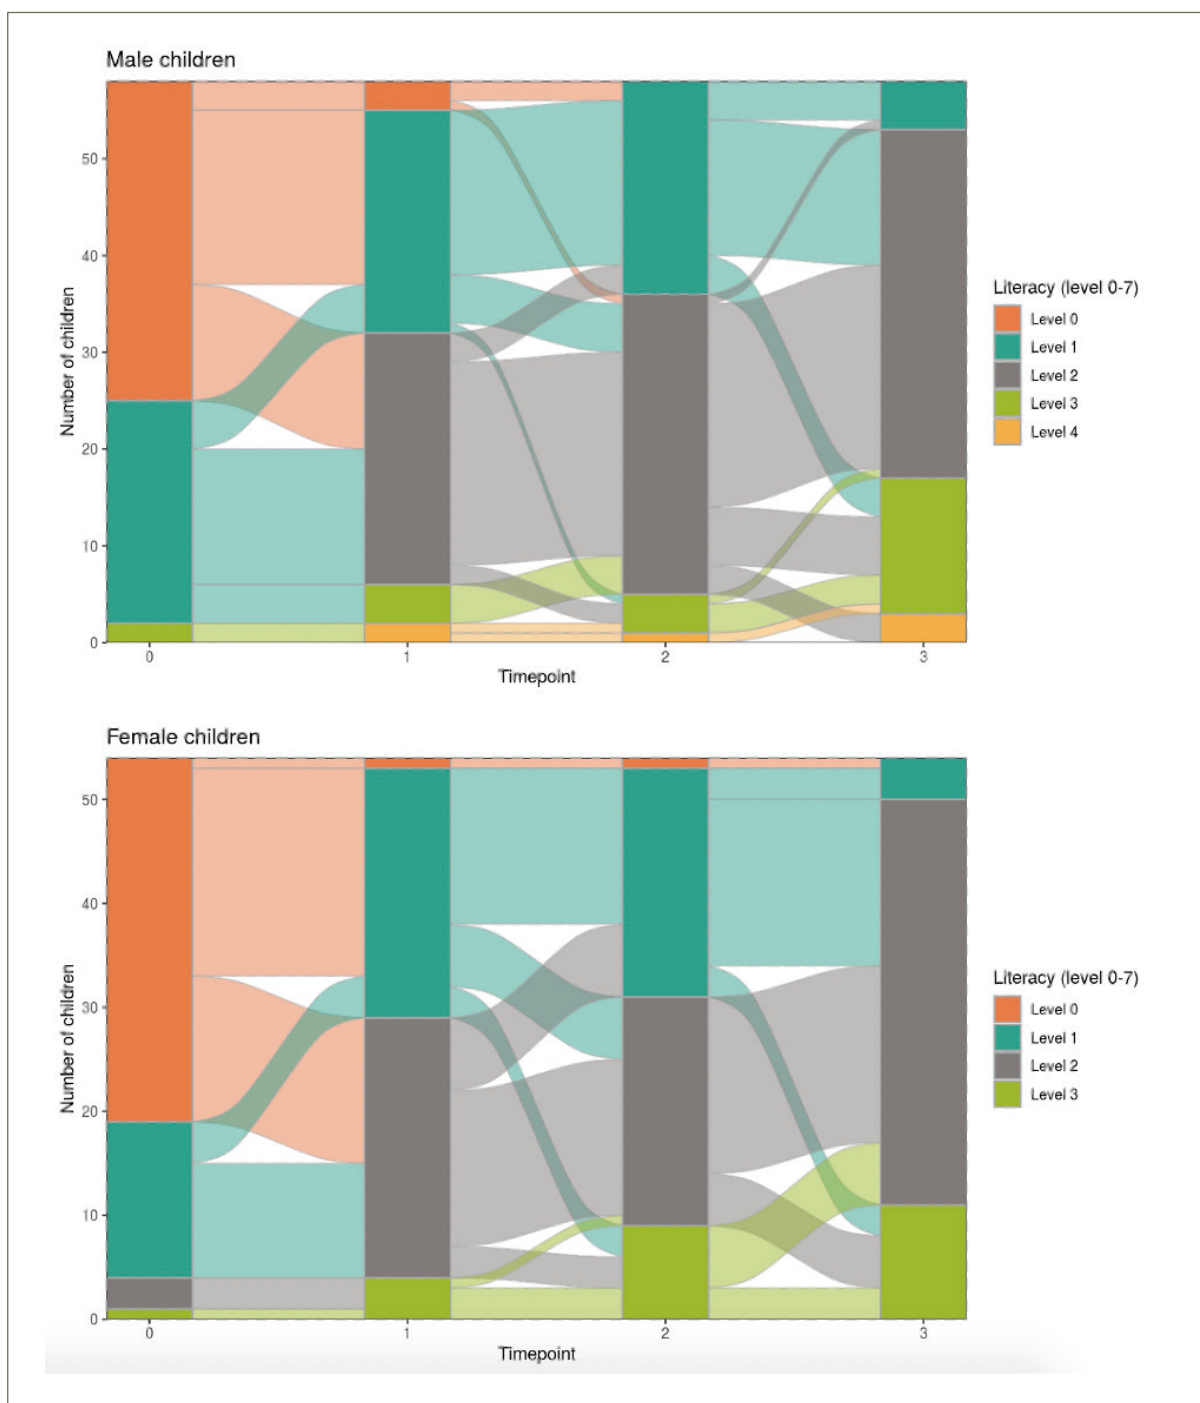 Male children
Number of children
50
40
30
20
10
0
0
1
2
3
Timepoint
Literacy (level 0-7)
Level 0
Level 1
Level 2
Level 3
Level 4
Female children
Number of children
50
40
30
20
10
0
0
1
2
3
Timepoint
Literacy (level 0-7)
Level 0
Level 1
Level 2
Level 3